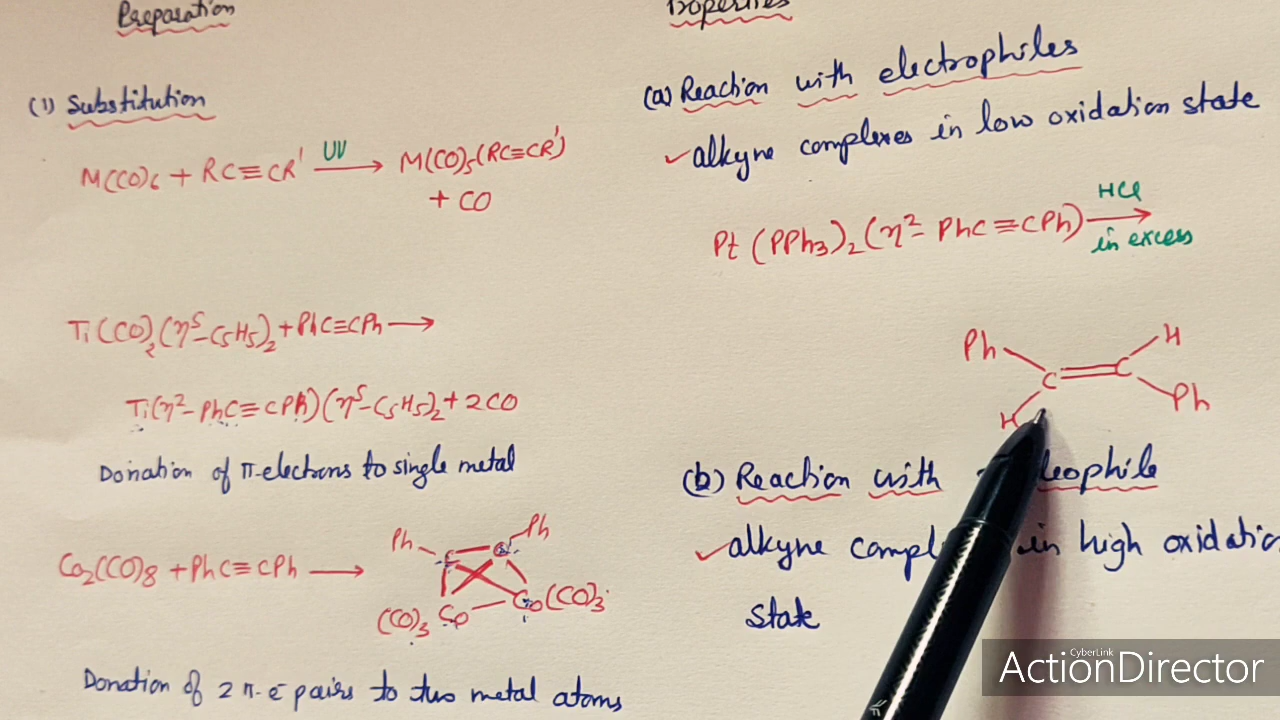 Preparation
(1) Substitution
M(CO)6 + RC≡CR' UV→ M(CO)5(RC≡CR')
+ CO
Ti(CO)2(η5-C5H5)2 + PhC≡CPh →
Ti(η2-PhC≡CPh)(η5-C5H5)2 + 2CO
Donation of π-electrons to single metal
Co2(CO)8 + PhC≡CPh →
Ph Ph
C C
(CO)3 Co — Co(CO)3
Donation of 2 π-e⁻ pairs to two metal atoms
Properties
(a) Reaction with electrophiles
✓alkyne complexes in low oxidation state
Pt(PPh3)2(η2-PhC≡CPh) HCl→
in excess
Ph H
C=C
H Ph
(b) Reaction with
✓alkyne in high
state
CyberLink
ActionDirector